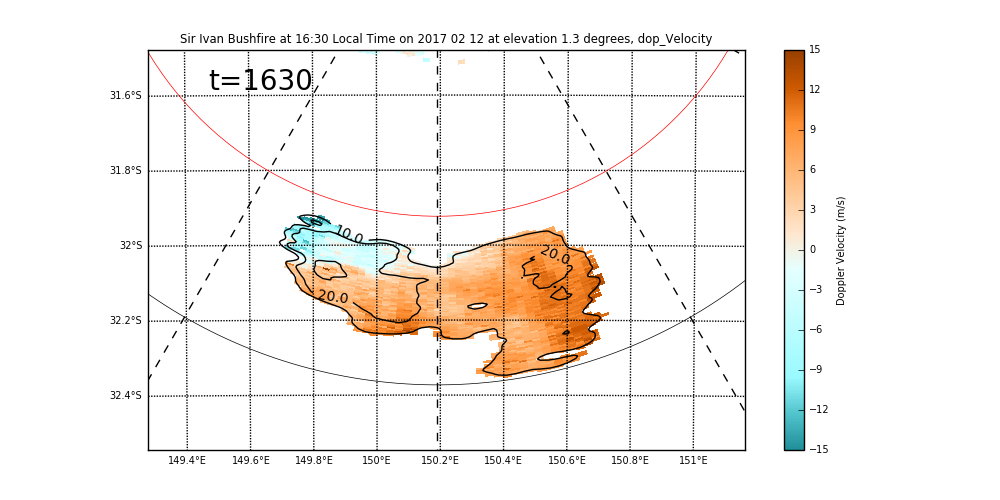 Sir Ivan Bushfire at 16:30 Local Time on 2017 02 12 at elevation 1.3 degrees, dop_Velocity
t=1630
31.6°S
31.8°S
32°S
32.2°S
32.4°S
10.0
20.0
20.0
149.4°E 149.6°E 149.8°E 150°E 150.2°E 150.4°E 150.6°E 150.8°E 151°E
15
12
9
6
3
0
−3
−6
−9
−12
−15
Doppler Velocity (m/s)